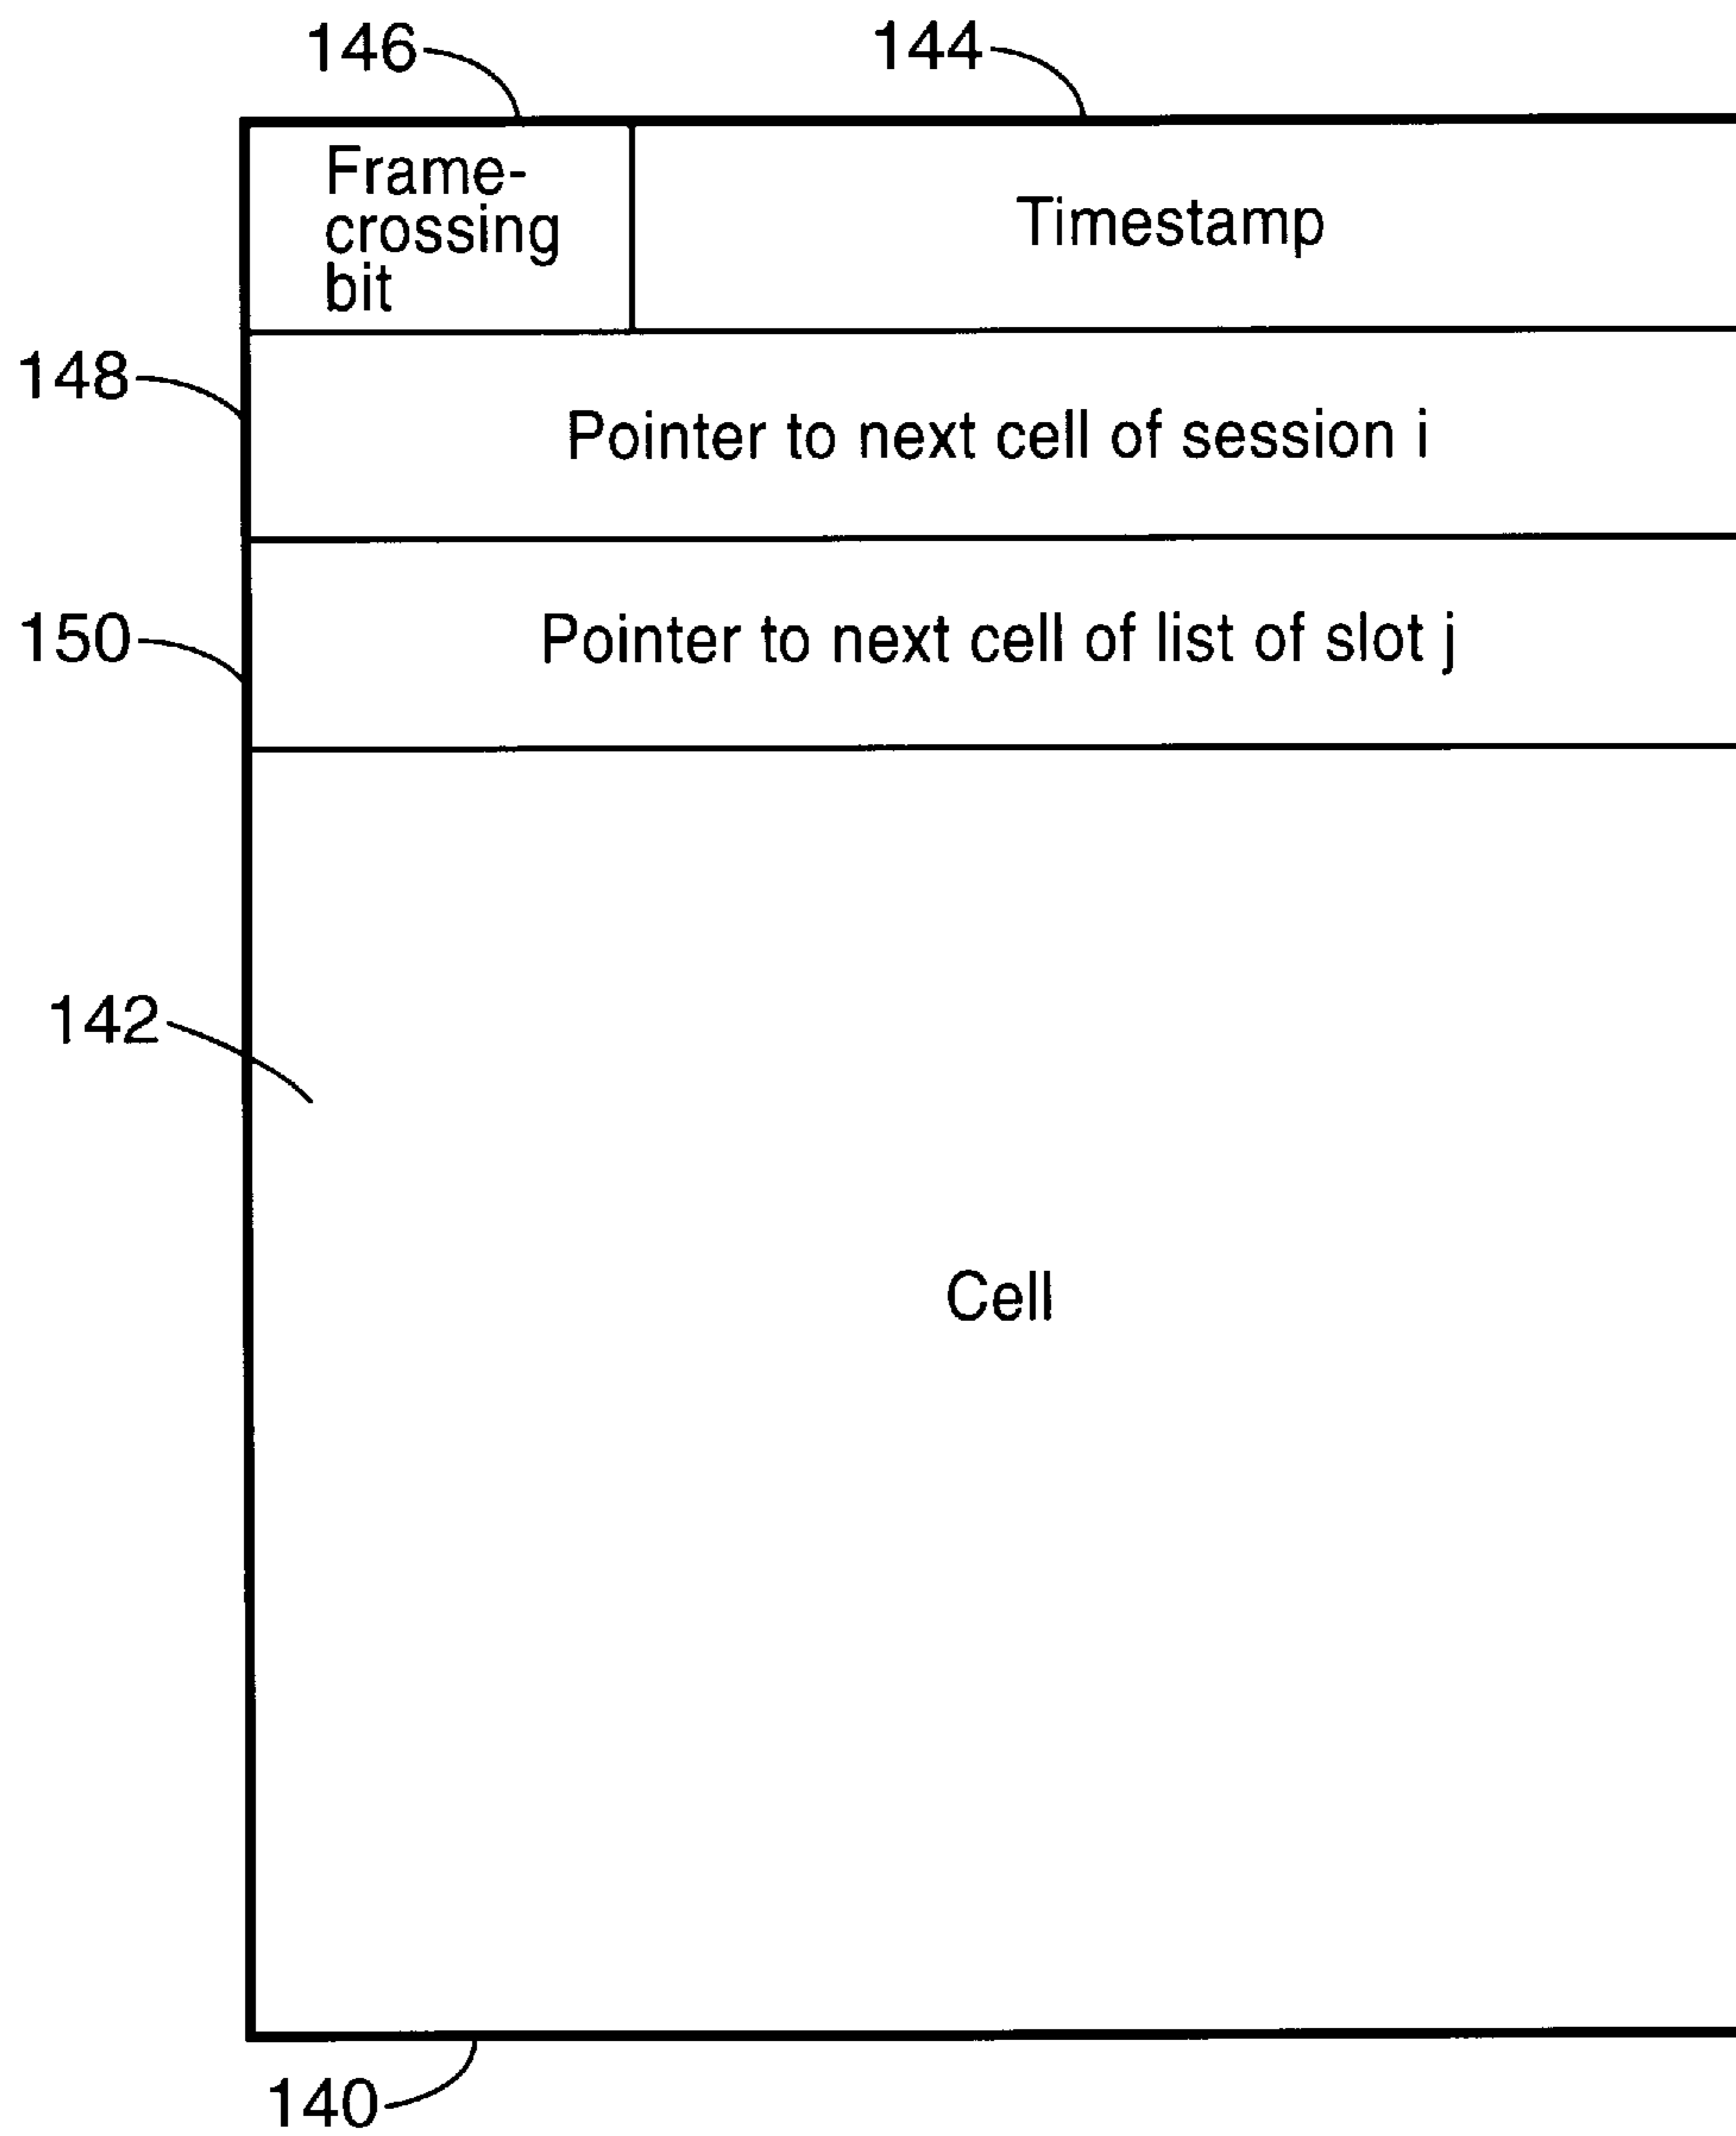 146
144
Frame-
crossing
bit
Timestamp
148
Pointer to next cell of session i
150
Pointer to next cell of list of slot j
142
Cell
140